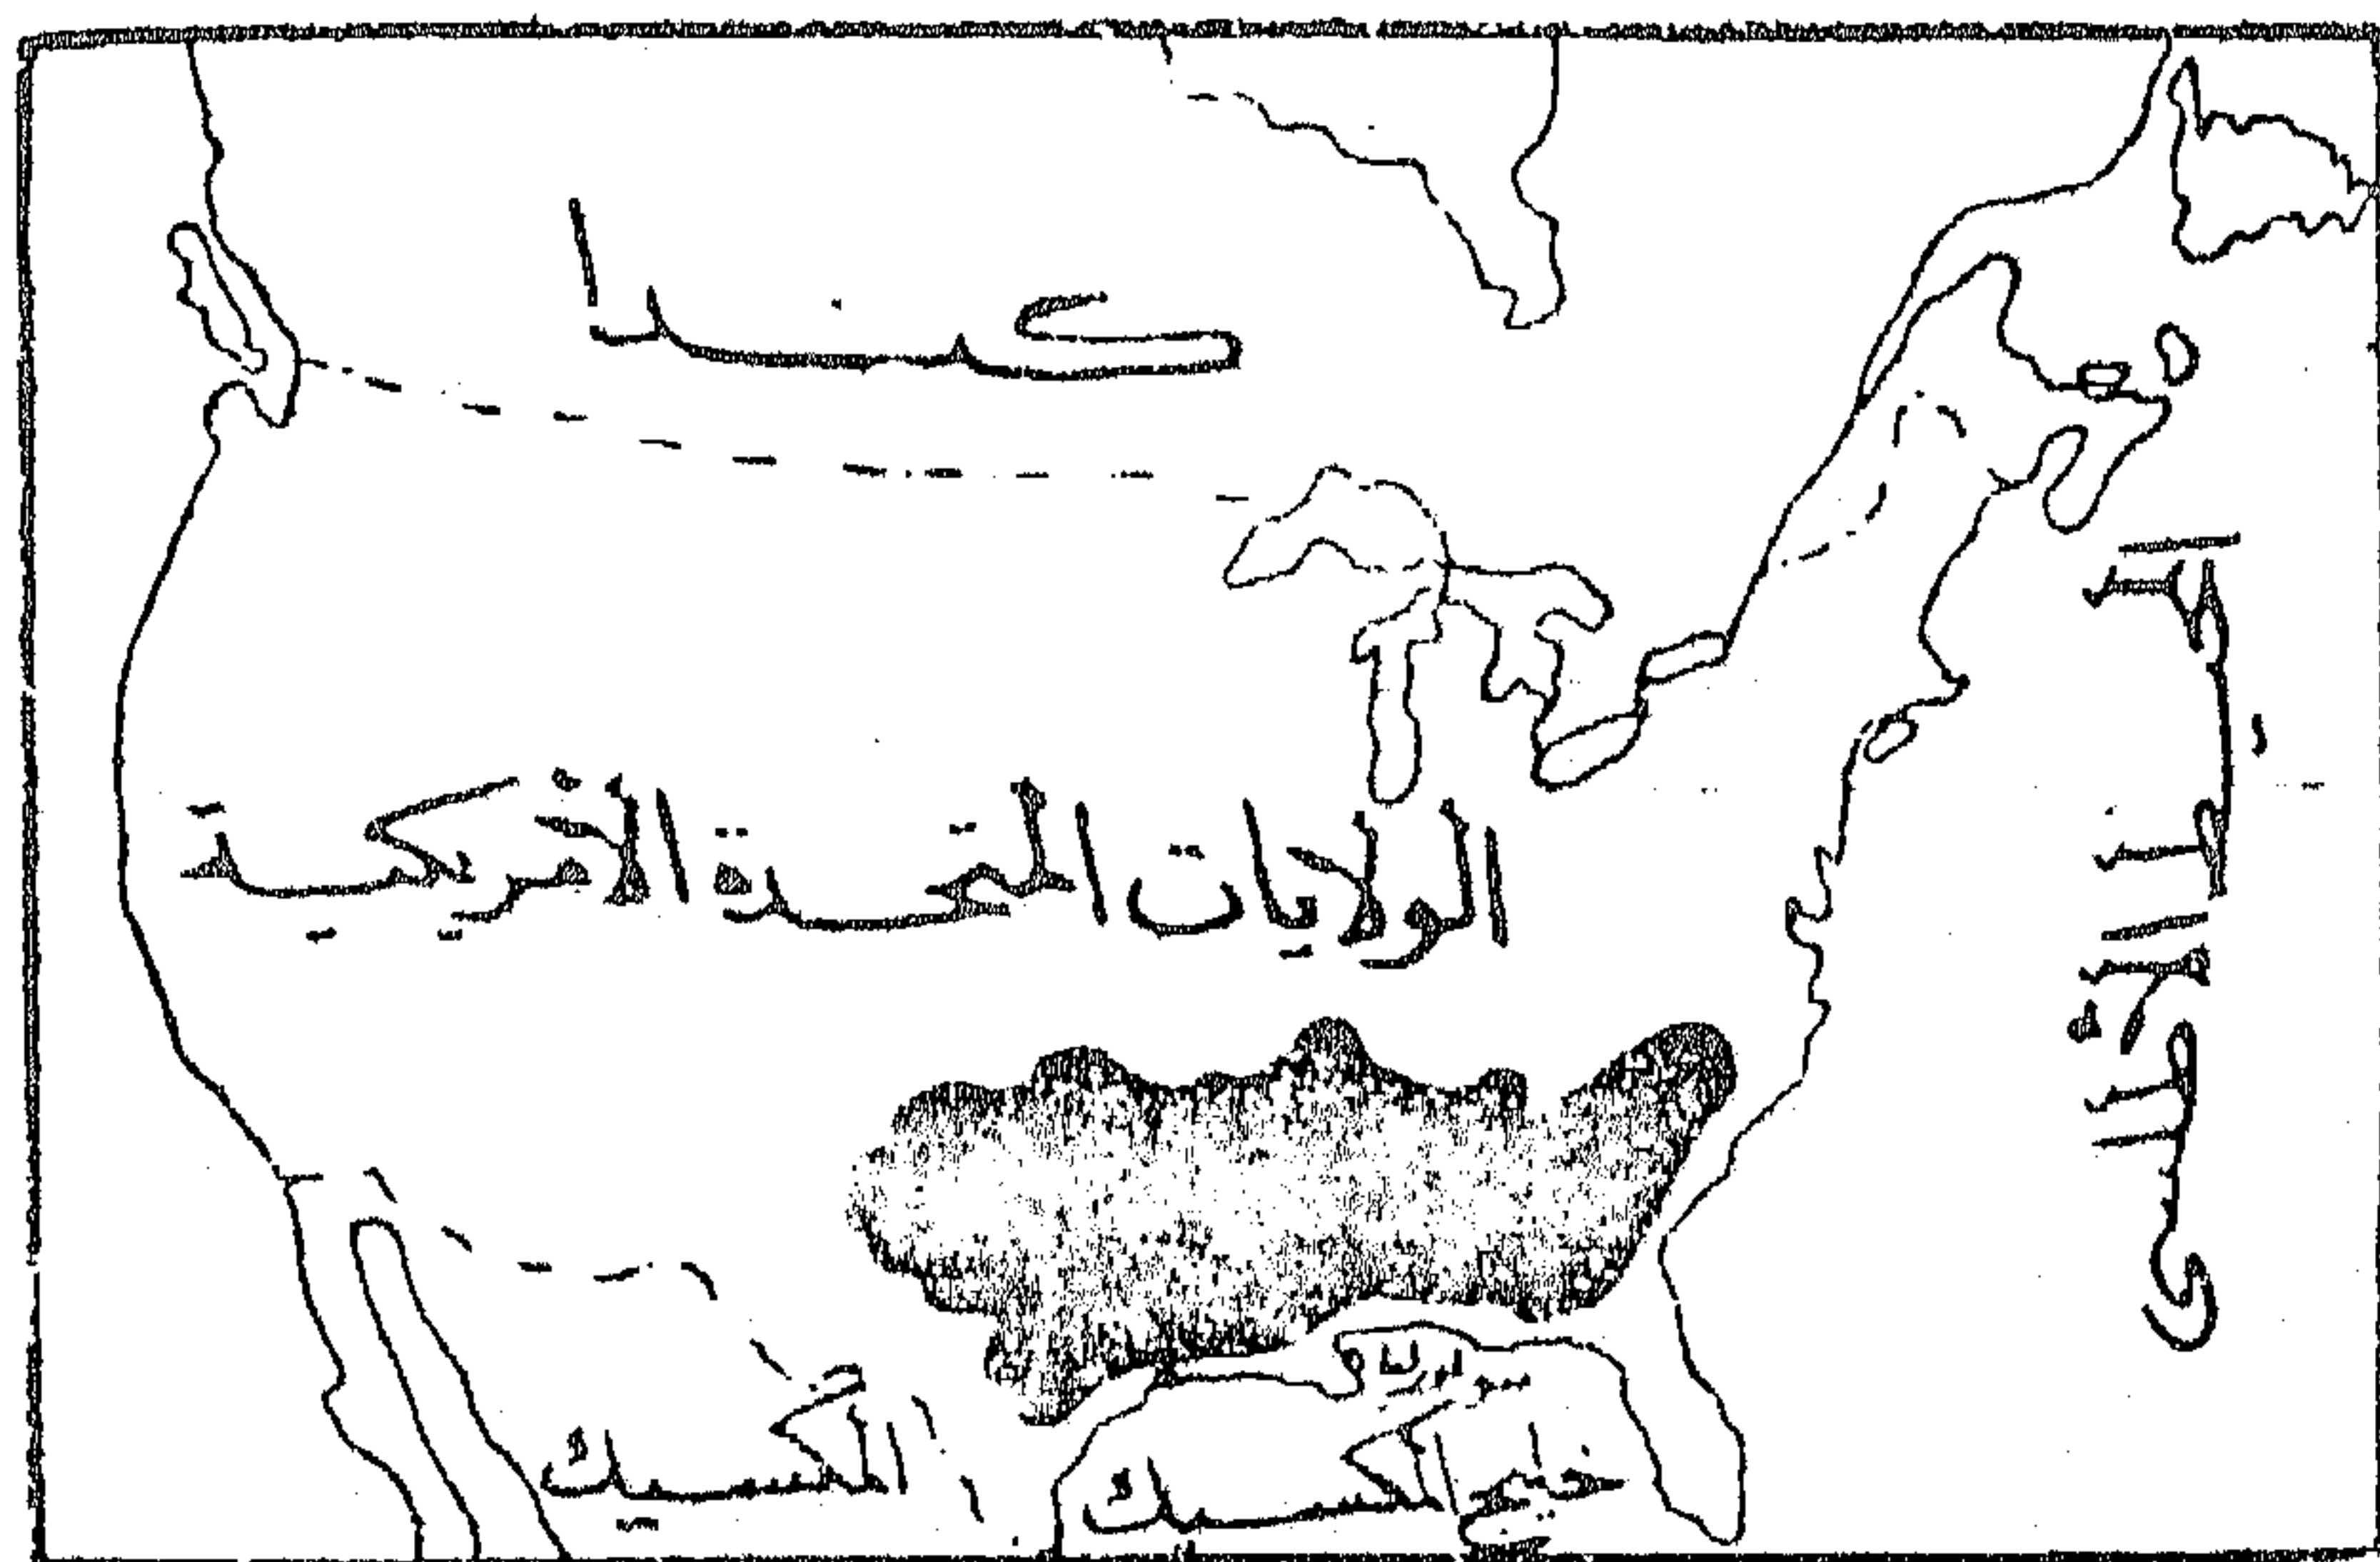 كندا
الولايات المتحدة الأمريكية
المحيط الأطلسي
المكسيك
خليج المكسيك